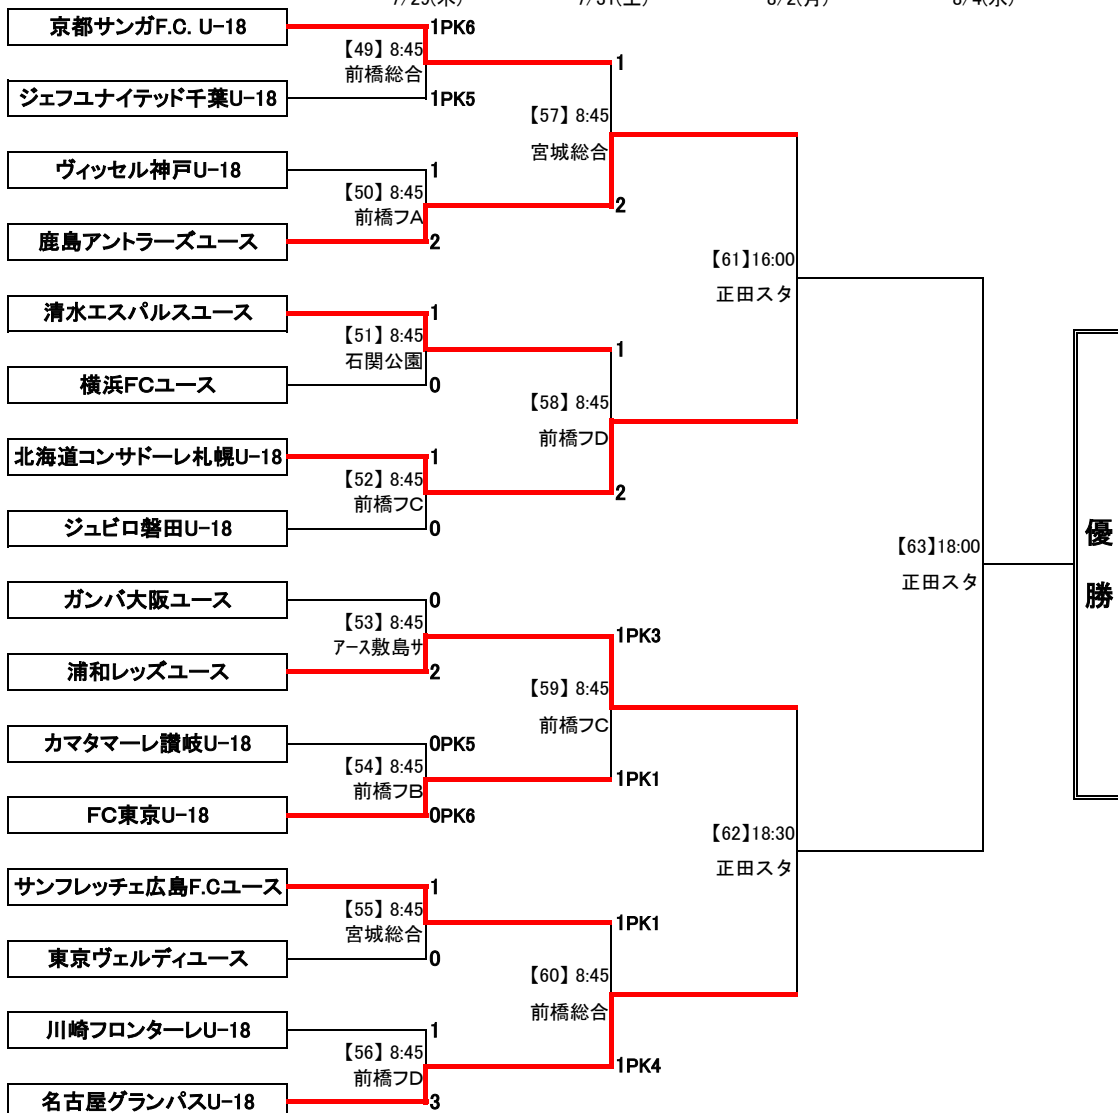 7/29(木) 7/31(土) 8/2(月) 8/4(水)
京都サンガF.C. U-18
1PK6
【49】 8:45
前橋総合
1
ジェフユナイテッド千葉U-18
1PK5
【57】 8:45
宮城総合
ヴィッセル神戸U-18
1
【50】 8:45
前橋フA
2
鹿島アントラーズユース
2
【61】16:00
正田スタ
清水エスパルスユース
1
【51】 8:45
石関公園
1
横浜FCユース
0
【58】 8:45
前橋フD
北海道コンサドーレ札幌U-18
1
【52】 8:45
前橋フC
2
ジュビロ磐田U-18
0
【63】18:00
正田スタ
優
勝
ガンバ大阪ユース
0
【53】 8:45
アース敷島サ
1PK3
浦和レッズユース
2
【59】 8:45
前橋フC
カマタマーレ讃岐U-18
0PK5
【54】 8:45
前橋フB
1PK1
FC東京U-18
0PK6
【62】18:30
正田スタ
サンフレッチェ広島F.Cユース
1
【55】 8:45
宮城総合
1PK1
東京ヴェルディユース
0
【60】 8:45
前橋総合
川崎フロンターレU-18
1
【56】 8:45
前橋フD
1PK4
名古屋グランパスU-18
3